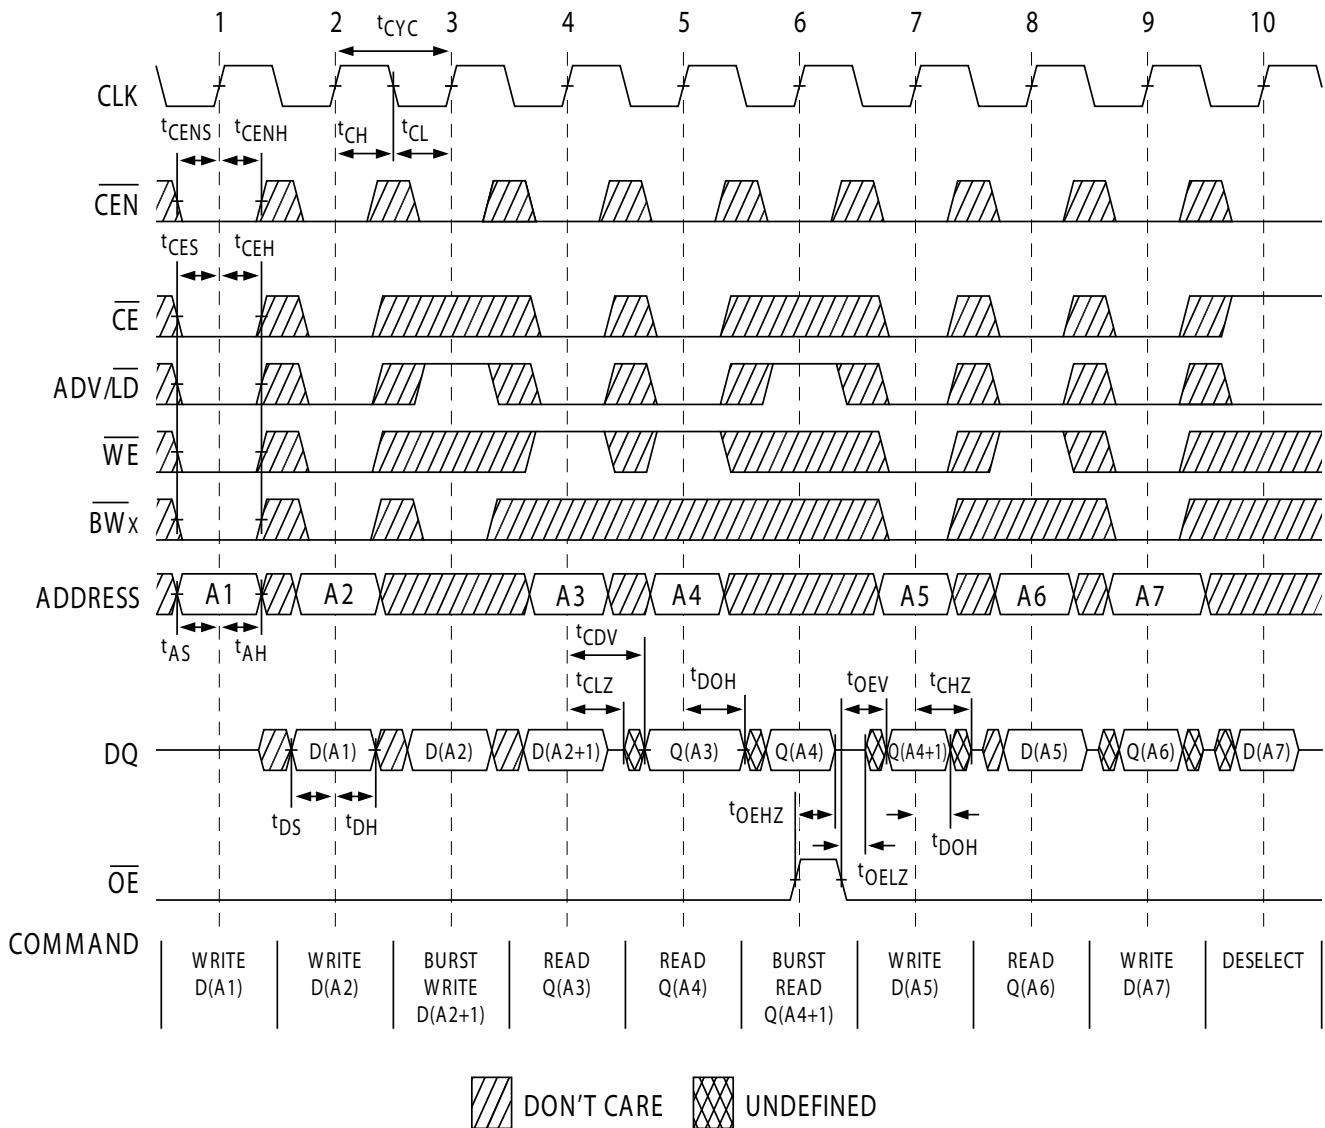 1 2 3 4 5 6 7 8 9 10
tCYC
CLK
tCENS tCENH tCH tCL
CEN
tCES tCEH
CE
ADV/LD
WE
BWx
ADDRESS A1 A2 A3 A4 A5 A6 A7
tAS tAH tCDV
tCLZ tDOH tOEV tCHZ
DQ D(A1) D(A2) D(A2+1) Q(A3) Q(A4) Q(A4+1) D(A5) Q(A6) D(A7)
tDS tDH tOEHZ tDOH
tOELZ
OE
COMMAND
WRITE WRITE BURST READ READ BURST WRITE READ WRITE DESELECT
D(A1) D(A2) WRITE Q(A3) Q(A4) READ D(A5) Q(A6) D(A7)
D(A2+1) Q(A4+1)
DON'T CARE UNDEFINED